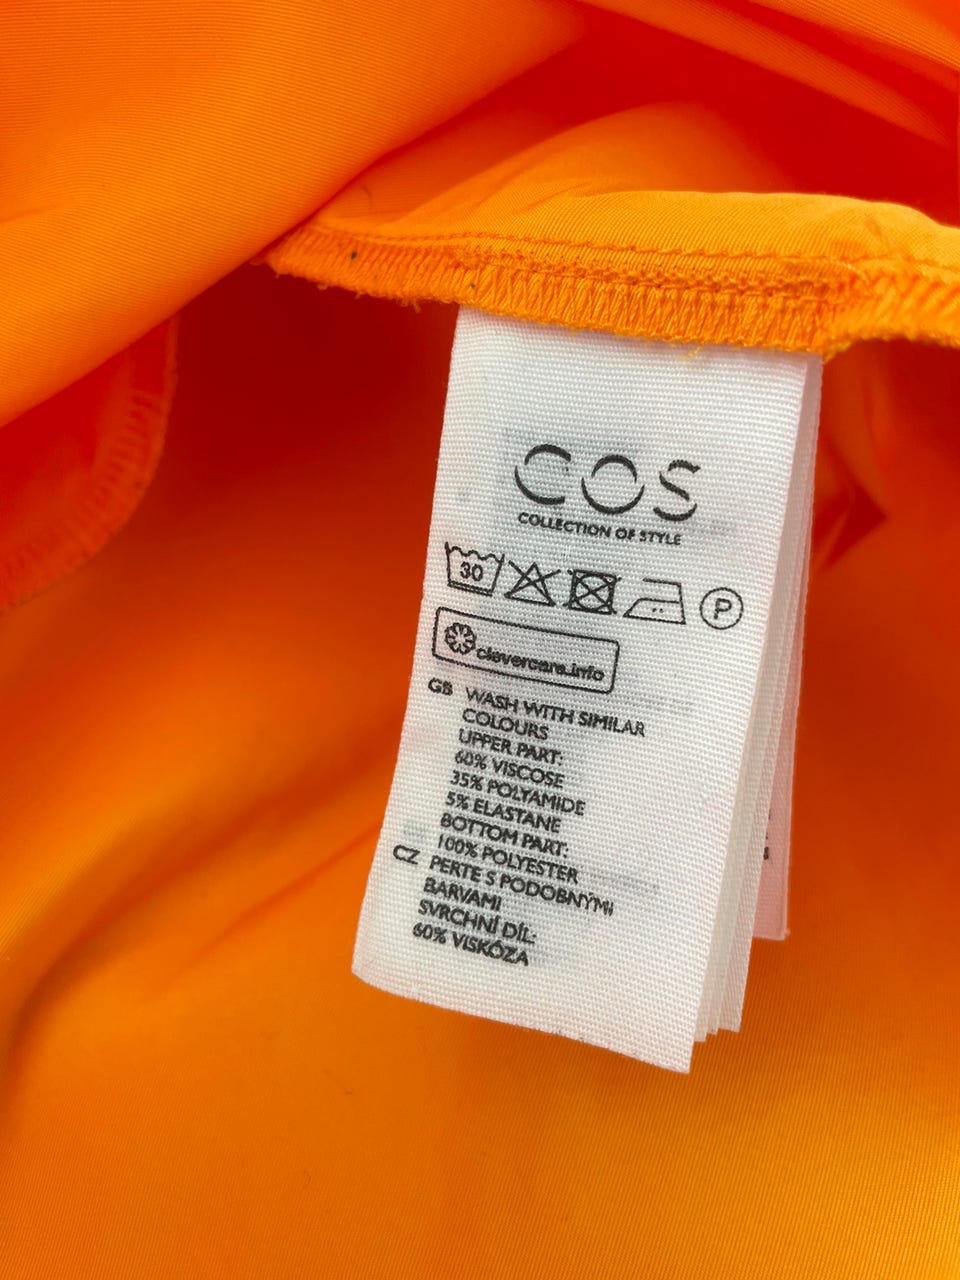 COS
COLLECTION OF STYLE
30
P
clevercare.info
GB WASH WITH SIMILAR
COLOURS
UPPER PART:
60% VISCOSE
35% POLYAMIDE
5% ELASTANE
BOTTOM PART:
100% POLYESTER
CZ PERTE S PODOBNÝMI
BARVAMI
SVRCHNÍ DÍL:
60% VISKÓZA